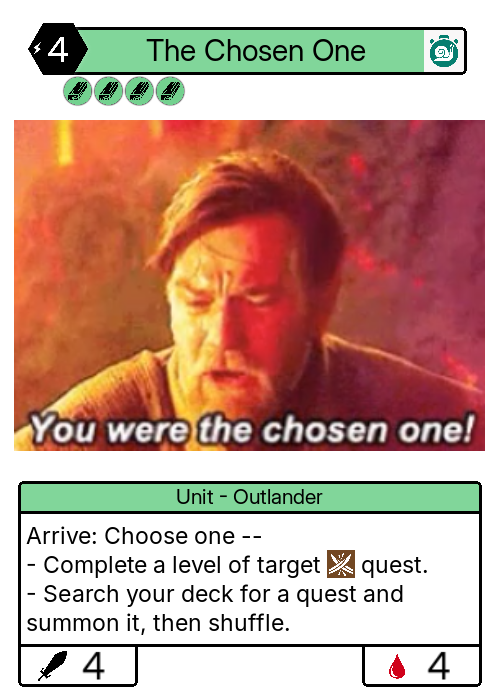 4 The Chosen One
You were the chosen one!
Unit - Outlander
Arrive: Choose one --
- Complete a level of target quest.
- Search your deck for a quest and
summon it, then shuffle.
4 4